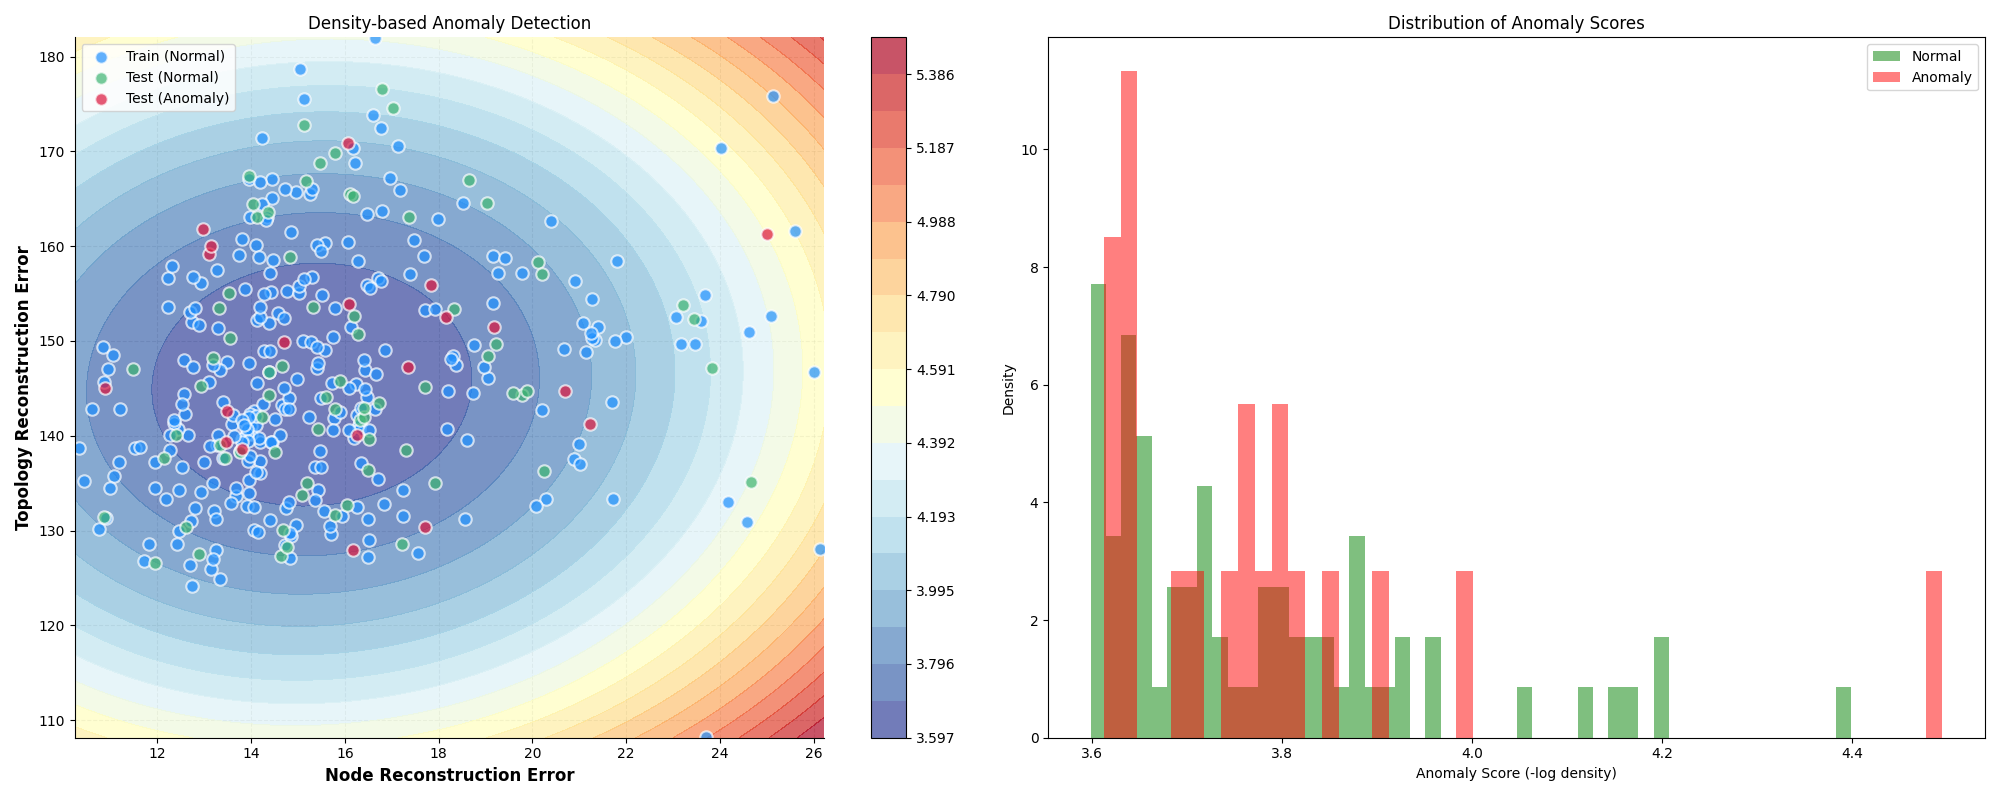 Density-based Anomaly Detection
Train (Normal)
Test (Normal)
Test (Anomaly)
Topology Reconstruction Error
180
170
160
150
140
130
120
110
12 14 16 18 20 22 24 26
Node Reconstruction Error
5.386
5.187
4.988
4.790
4.591
4.392
4.193
3.995
3.796
3.597
Distribution of Anomaly Scores
Normal
Anomaly
Density
10
8
6
4
2
0
3.6 3.8 4.0 4.2 4.4
Anomaly Score (-log density)